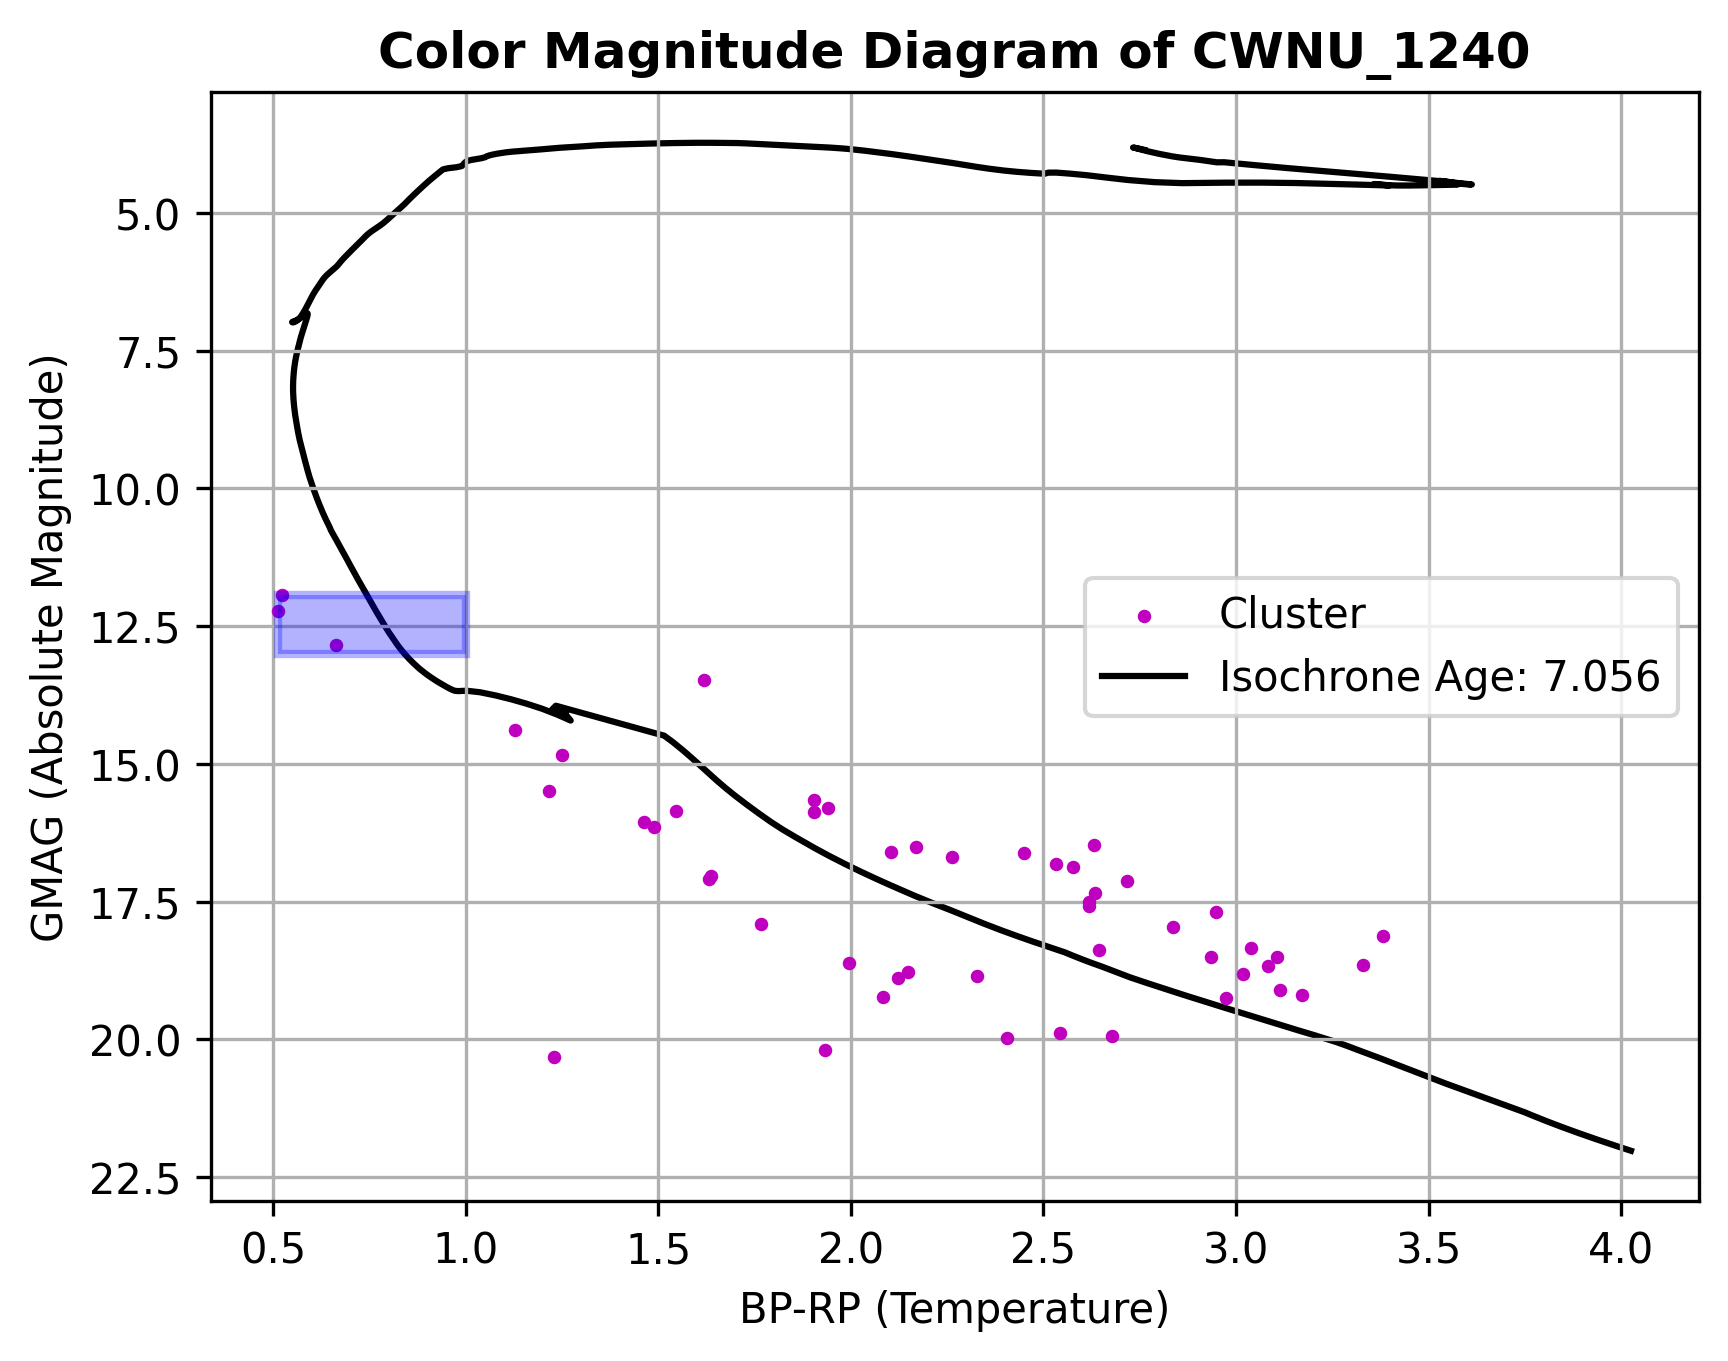 Color Magnitude Diagram of CWNU_1240
GMAG (Absolute Magnitude)
5.0
7.5
10.0
12.5
15.0
17.5
20.0
22.5
Cluster
Isochrone Age: 7.056
0.5 1.0 1.5 2.0 2.5 3.0 3.5 4.0
BP-RP (Temperature)